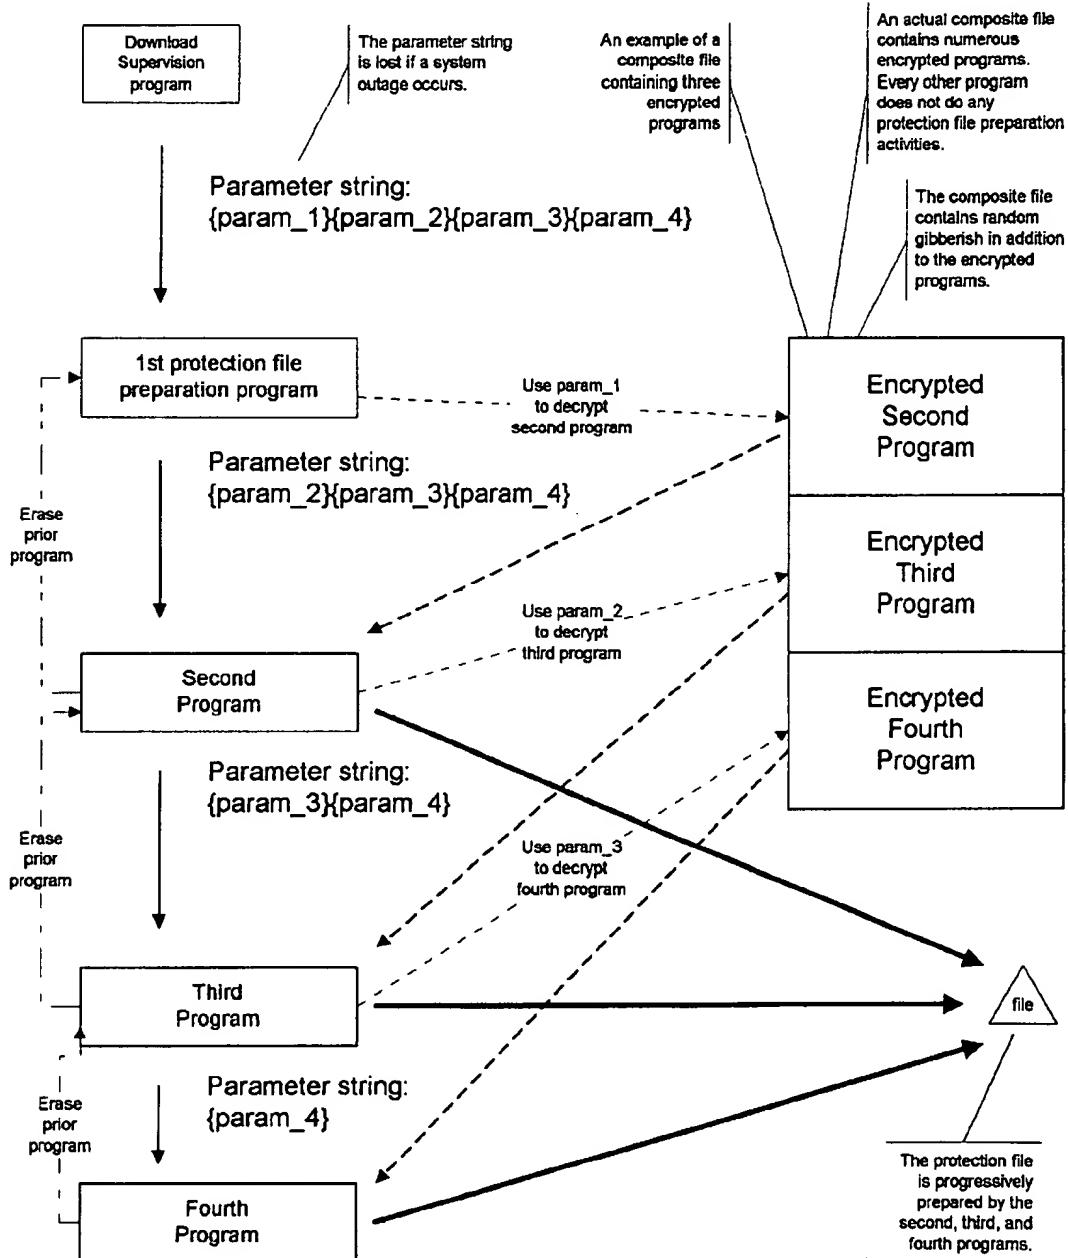 Download
Supervision
program
The parameter string
is lost if a system
outage occurs.
An example of a
composite file
containing three
encrypted
programs
An actual composite file
contains numerous
encrypted programs.
Every other program
does not do any
protection file preparation
activities.
Parameter string:
{param_1}{param_2}{param_3}{param_4}
The composite file
contains random
gibberish in addition
to the encrypted
programs.
1st protection file
preparation program
Use param_1
to decrypt
second program
Encrypted
Second
Program
Parameter string:
{param_2}{param_3}{param_4}
Erase
prior
program
Encrypted
Third
Program
Use param_2
to decrypt
third program
Second
Program
Encrypted
Fourth
Program
Parameter string:
{param_3}{param_4}
Erase
prior
program
Use param_3
to decrypt
fourth program
Third
Program
file
Parameter string:
{param_4}
Erase
prior
program
Fourth
Program
The protection file
is progressively
prepared by the
second, third, and
fourth programs.